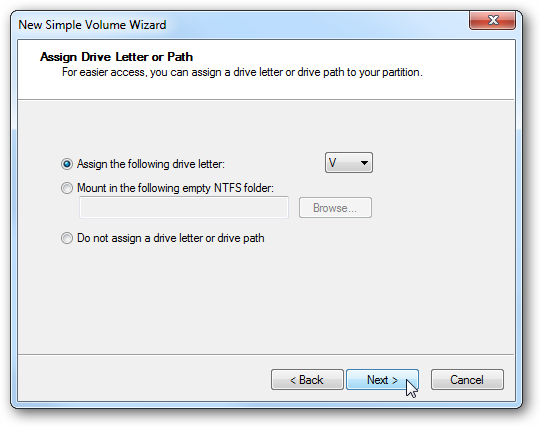 New Simple Volume Wizard
Assign Drive Letter or Path
For easier access, you can assign a drive letter or drive path to your partition.
Assign the following drive letter: V
Mount in the following empty NTFS folder:
Browse...
Do not assign a drive letter or drive path
< Back Next > Cancel